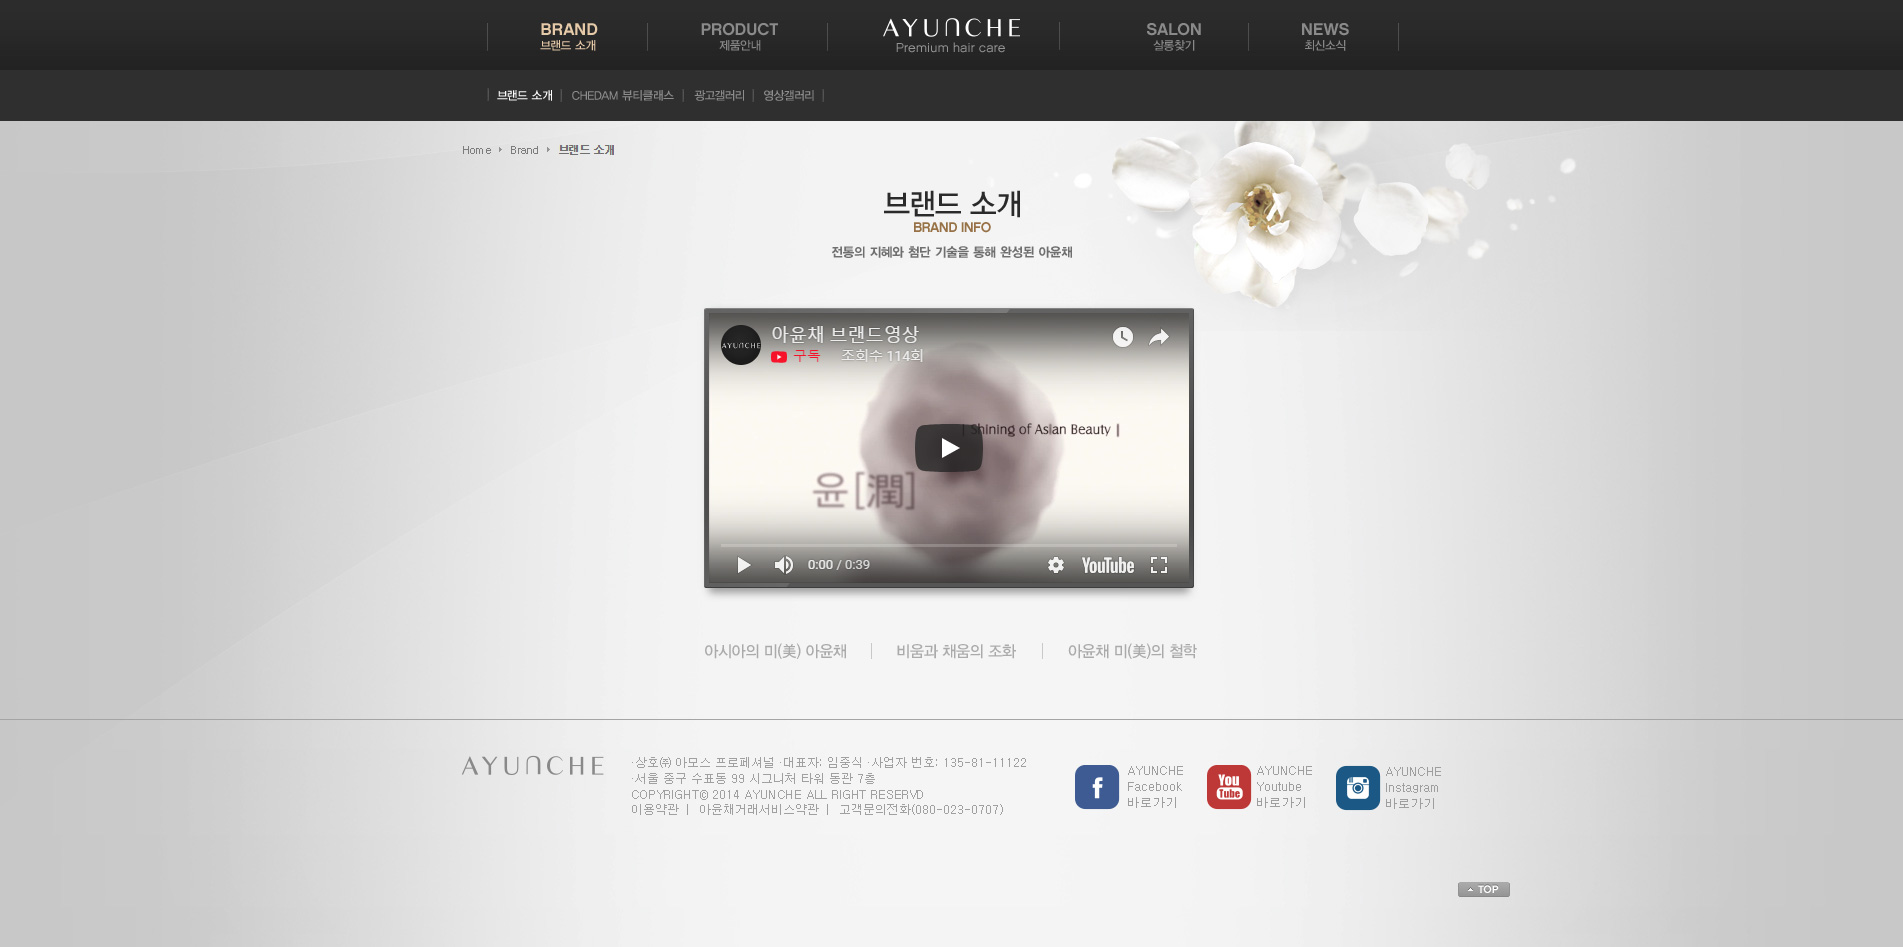 BRAND
브랜드 소개
PRODUCT
제품안내
AYUNCHE
Premium hair care
SALON
살롱찾기
NEWS
최신소식
브랜드 소개
CHEDAM 뷰티클래스
광고갤러리
영상갤러리
Home
Brand
브랜드 소개
브랜드 소개
BRAND INFO
전통의 지혜와 첨단 기술을 통해 완성된 아윤채
AYUNCHE
아윤채 브랜드영상
구독 조회수 114회
| Shining of Asian Beauty |
윤[潤]
0:00 / 0:39
YouTube
아시아의 미(美) 아윤채
비움과 채움의 조화
아윤채 미(美)의 철학
AYUNCHE
·상호㈜ 아모스 프로페셔널 ·대표자: 임중식 ·사업자 번호: 135-81-11122
·서울 중구 수표동 99 시그니처 타워 동관 7층
COPYRIGHT© 2014 AYUNCHE ALL RIGHT RESERVD
이용약관 | 아윤채거래서비스약관 | 고객문의전화(080-023-0707)
f
AYUNCHE
Facebook
바로가기
You
Tube
AYUNCHE
Youtube
바로가기
AYUNCHE
Instagram
바로가기
TOP